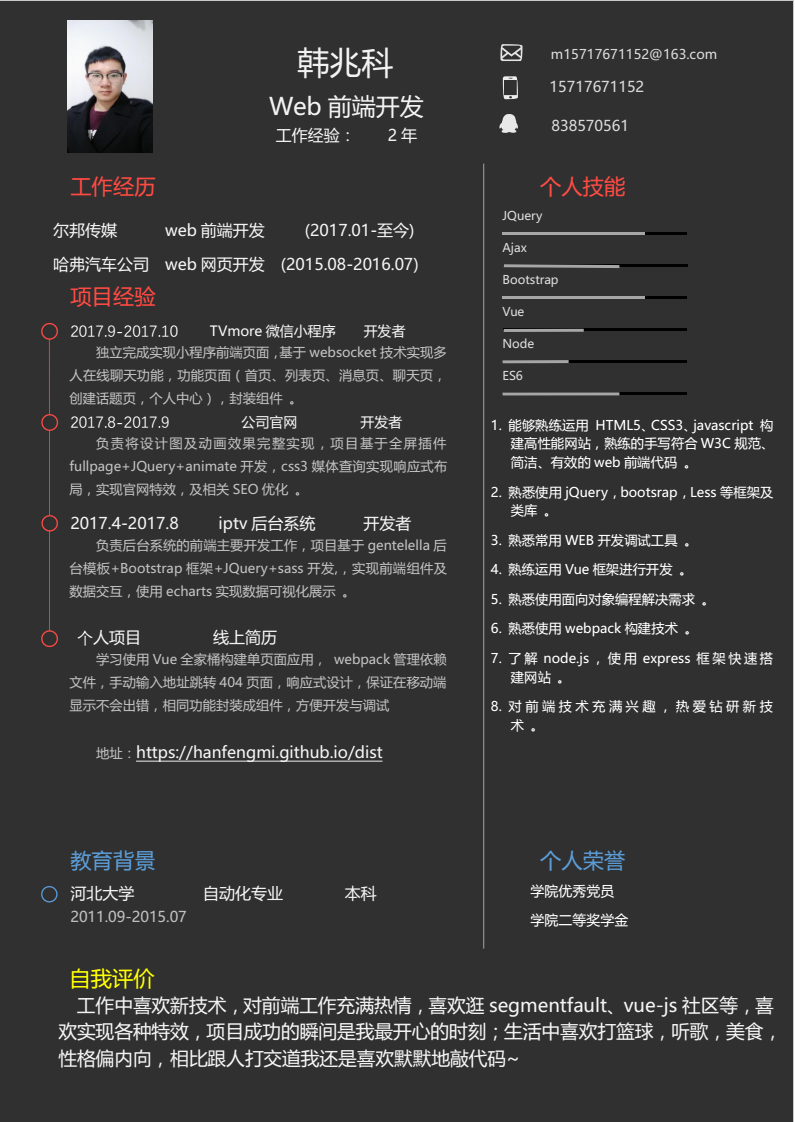 韩兆科
Web 前端开发
工作经验： 2 年
m15717671152@163.com
15717671152
838570561
工作经历
尔邦传媒 web 前端开发 (2017.01-至今)
哈弗汽车公司 web 网页开发 (2015.08-2016.07)
项目经验
2017.9-2017.10 TVmore 微信小程序 开发者
独立完成实现小程序前端页面，基于 websocket 技术实现多
人在线聊天功能，功能页面（首页、列表页、消息页、聊天页，
创建话题页，个人中心），封装组件 。
2017.8-2017.9 公司官网 开发者
负责将设计图及动画效果完整实现，项目基于全屏插件
fullpage+JQuery+animate 开发，css3 媒体查询实现响应式布
局，实现官网特效，及相关 SEO 优化 。
2017.4-2017.8 iptv 后台系统 开发者
负责后台系统的前端主要开发工作，项目基于 gentelella 后
台模板+Bootstrap 框架+JQuery+sass 开发,，实现前端组件及
数据交互，使用 echarts 实现数据可视化展示 。
个人项目 线上简历
学习使用 Vue 全家桶构建单页面应用， webpack 管理依赖
文件，手动输入地址跳转 404 页面，响应式设计，保证在移动端
显示不会出错，相同功能封装成组件，方便开发与调试
地址：https://hanfengmi.github.io/dist
教育背景
河北大学 自动化专业 本科
2011.09-2015.07
个人技能
JQuery
Ajax
Bootstrap
Vue
Node
ES6
1. 能够熟练运用 HTML5、CSS3、javascript 构
建高性能网站，熟练的手写符合 W3C 规范、
简洁、有效的 web 前端代码 。
2. 熟悉使用 jQuery，bootsrap，Less 等框架及
类库 。
3. 熟悉常用 WEB 开发调试工具 。
4. 熟练运用 Vue 框架进行开发 。
5. 熟悉使用面向对象编程解决需求 。
6. 熟悉使用 webpack 构建技术 。
7. 了解 node.js，使用 express 框架快速搭
建网站 。
8. 对前端技术充满兴趣，热爱钻研新技
术 。
个人荣誉
学院优秀党员
学院二等奖学金
自我评价
工作中喜欢新技术，对前端工作充满热情，喜欢逛 segmentfault、vue-js 社区等，喜
欢实现各种特效，项目成功的瞬间是我最开心的时刻；生活中喜欢打篮球，听歌，美食，
性格偏内向，相比跟人打交道我还是喜欢默默地敲代码~